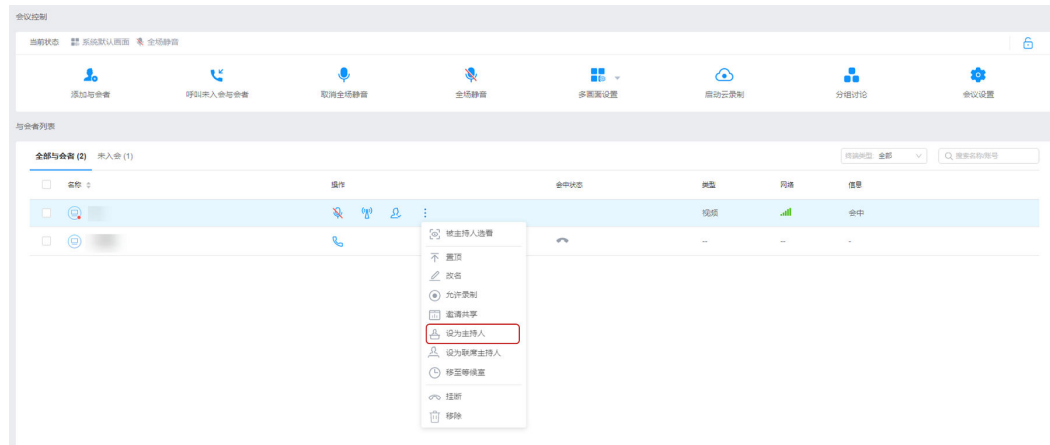 会议控制
当前状态 系统默认画面 全场静音
添加与会者 呼叫未入会与会者 取消全场静音 全场静音 多画面设置 启动云录制 分组讨论 会议设置
与会者列表
全部与会者 (2) 未入会 (1) 终端类型 全部 搜索名称/账号
名称 操作 会中状态 类型 网络 信息
视频 会中
被主持人选看
-- -- -
置顶
改名
允许录制
邀请共享
设为主持人
设为联席主持人
移至等候室
挂断
移除